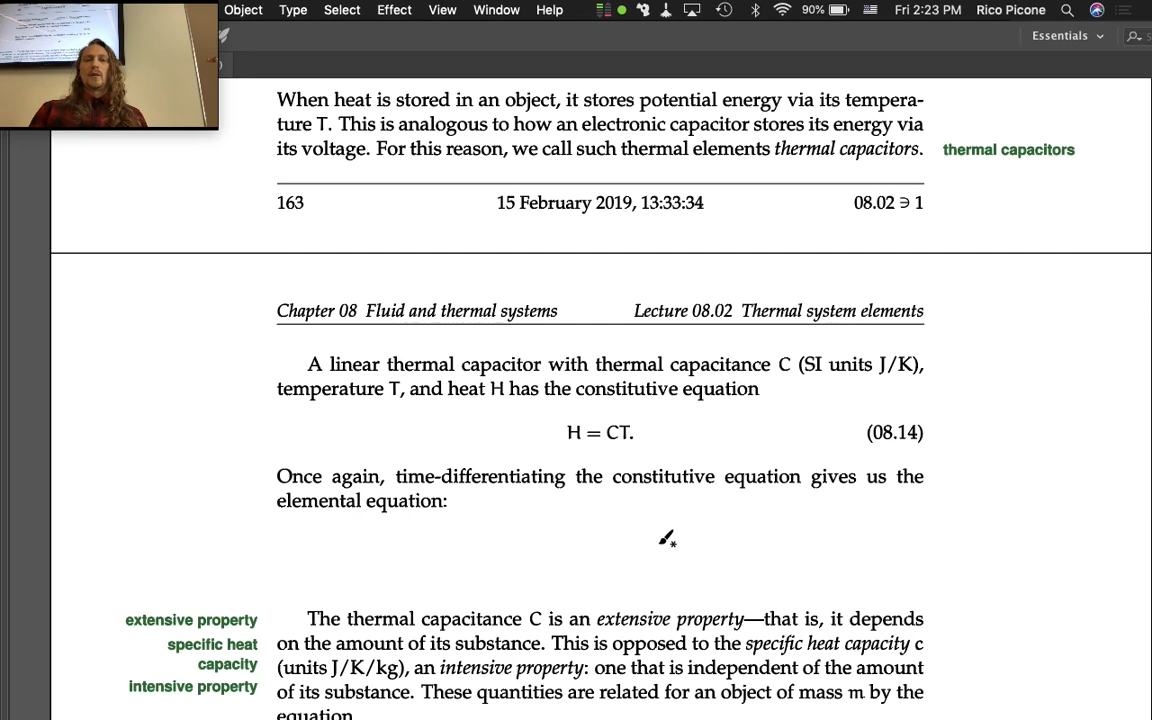 Object Type Select Effect View Window Help 90% Fri 2:23 PM Rico Picone
Essentials
When heat is stored in an object, it stores potential energy via its tempera-
ture T. This is analogous to how an electronic capacitor stores its energy via
its voltage. For this reason, we call such thermal elements thermal capacitors.
thermal capacitors
163 15 February 2019, 13:33:34 08.02 ∋ 1
Chapter 08 Fluid and thermal systems Lecture 08.02 Thermal system elements
A linear thermal capacitor with thermal capacitance C (SI units J/K),
temperature T, and heat H has the constitutive equation
H = CT. (08.14)
Once again, time-differentiating the constitutive equation gives us the
elemental equation:
extensive property
specific heat
capacity
intensive property
The thermal capacitance C is an extensive property—that is, it depends
on the amount of its substance. This is opposed to the specific heat capacity c
(units J/K/kg), an intensive property: one that is independent of the amount
of its substance. These quantities are related for an object of mass m by the
equation